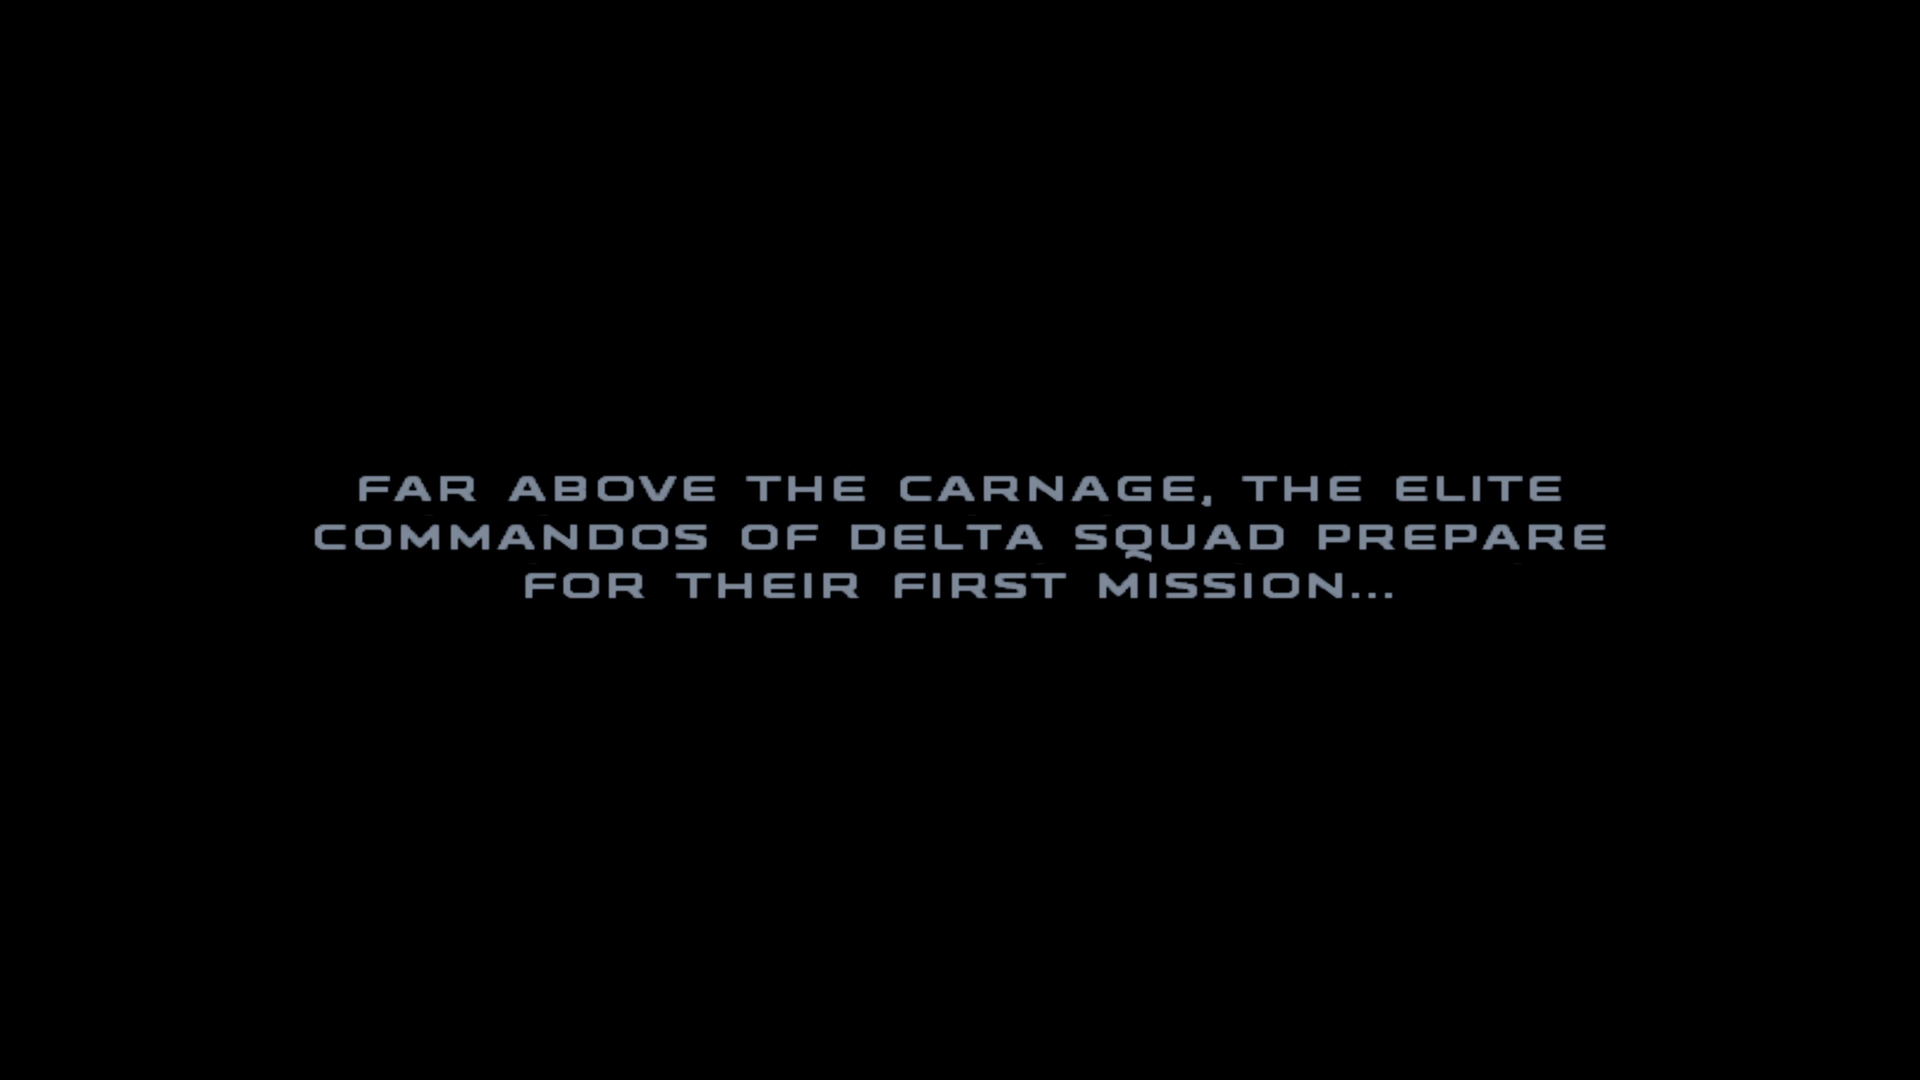 FAR ABOVE THE CARNAGE, THE ELITE
COMMANDOS OF DELTA SQUAD PREPARE
FOR THEIR FIRST MISSION...